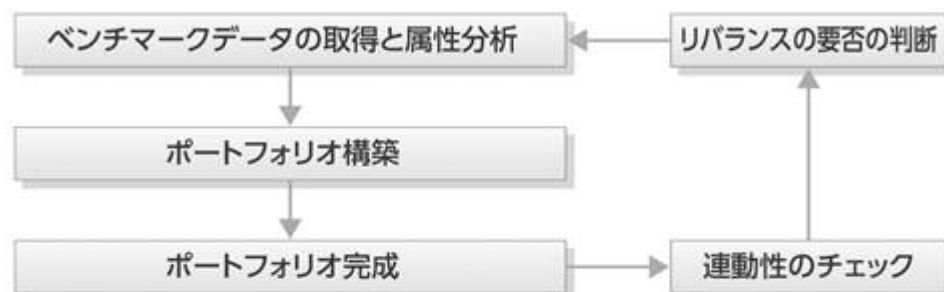 ベンチマークデータの取得と属性分析
リバランスの要否の判断
ポートフォリオ構築
ポートフォリオ完成
連動性のチェック